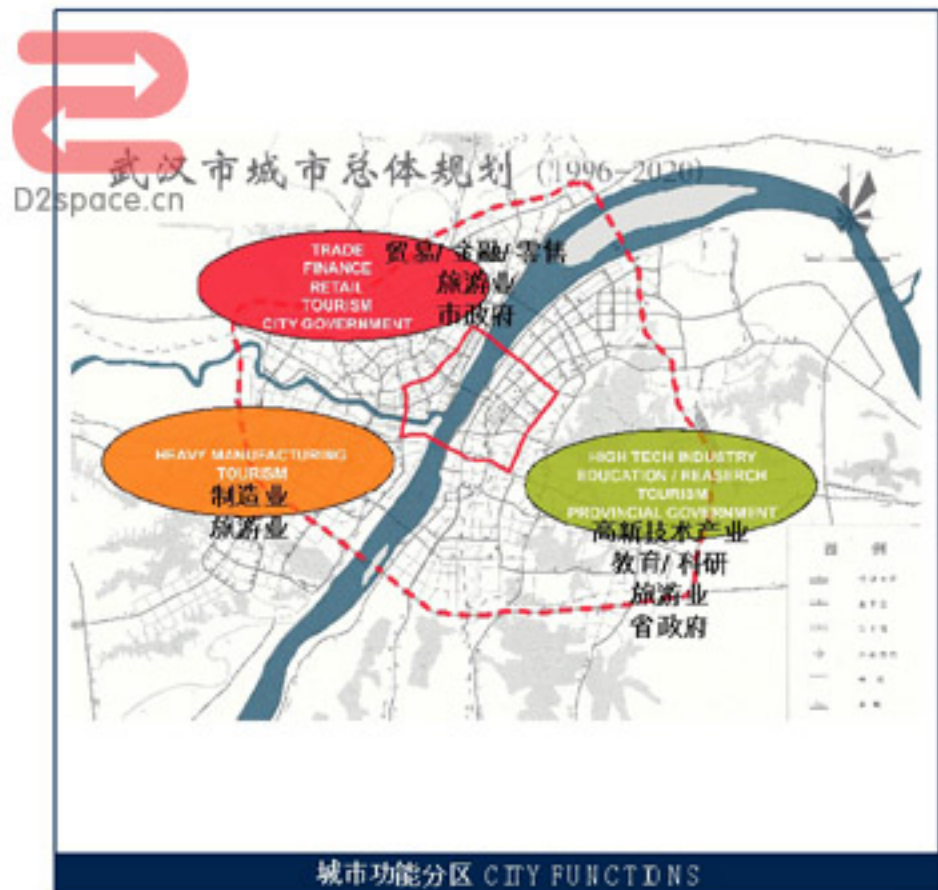 武汉市城市总体规划 (1996-2020)
D2space.cn
TRADE
FINANCE
RETAIL
TOURISM
CITY GOVERNMENT
贸易/ 金融/ 零售
旅游业
市政府
HEAVY MANUFACTURING
TOURISM
制造业
旅游业
HIGH TECH INDUSTRY
EDUCATION / REASERCH
TOURISM
PROVINCIAL GOVERNMENT
高新技术产业
教育/ 科研
旅游业
省政府
图 例
城市功能分区 CITY FUNCTIONS